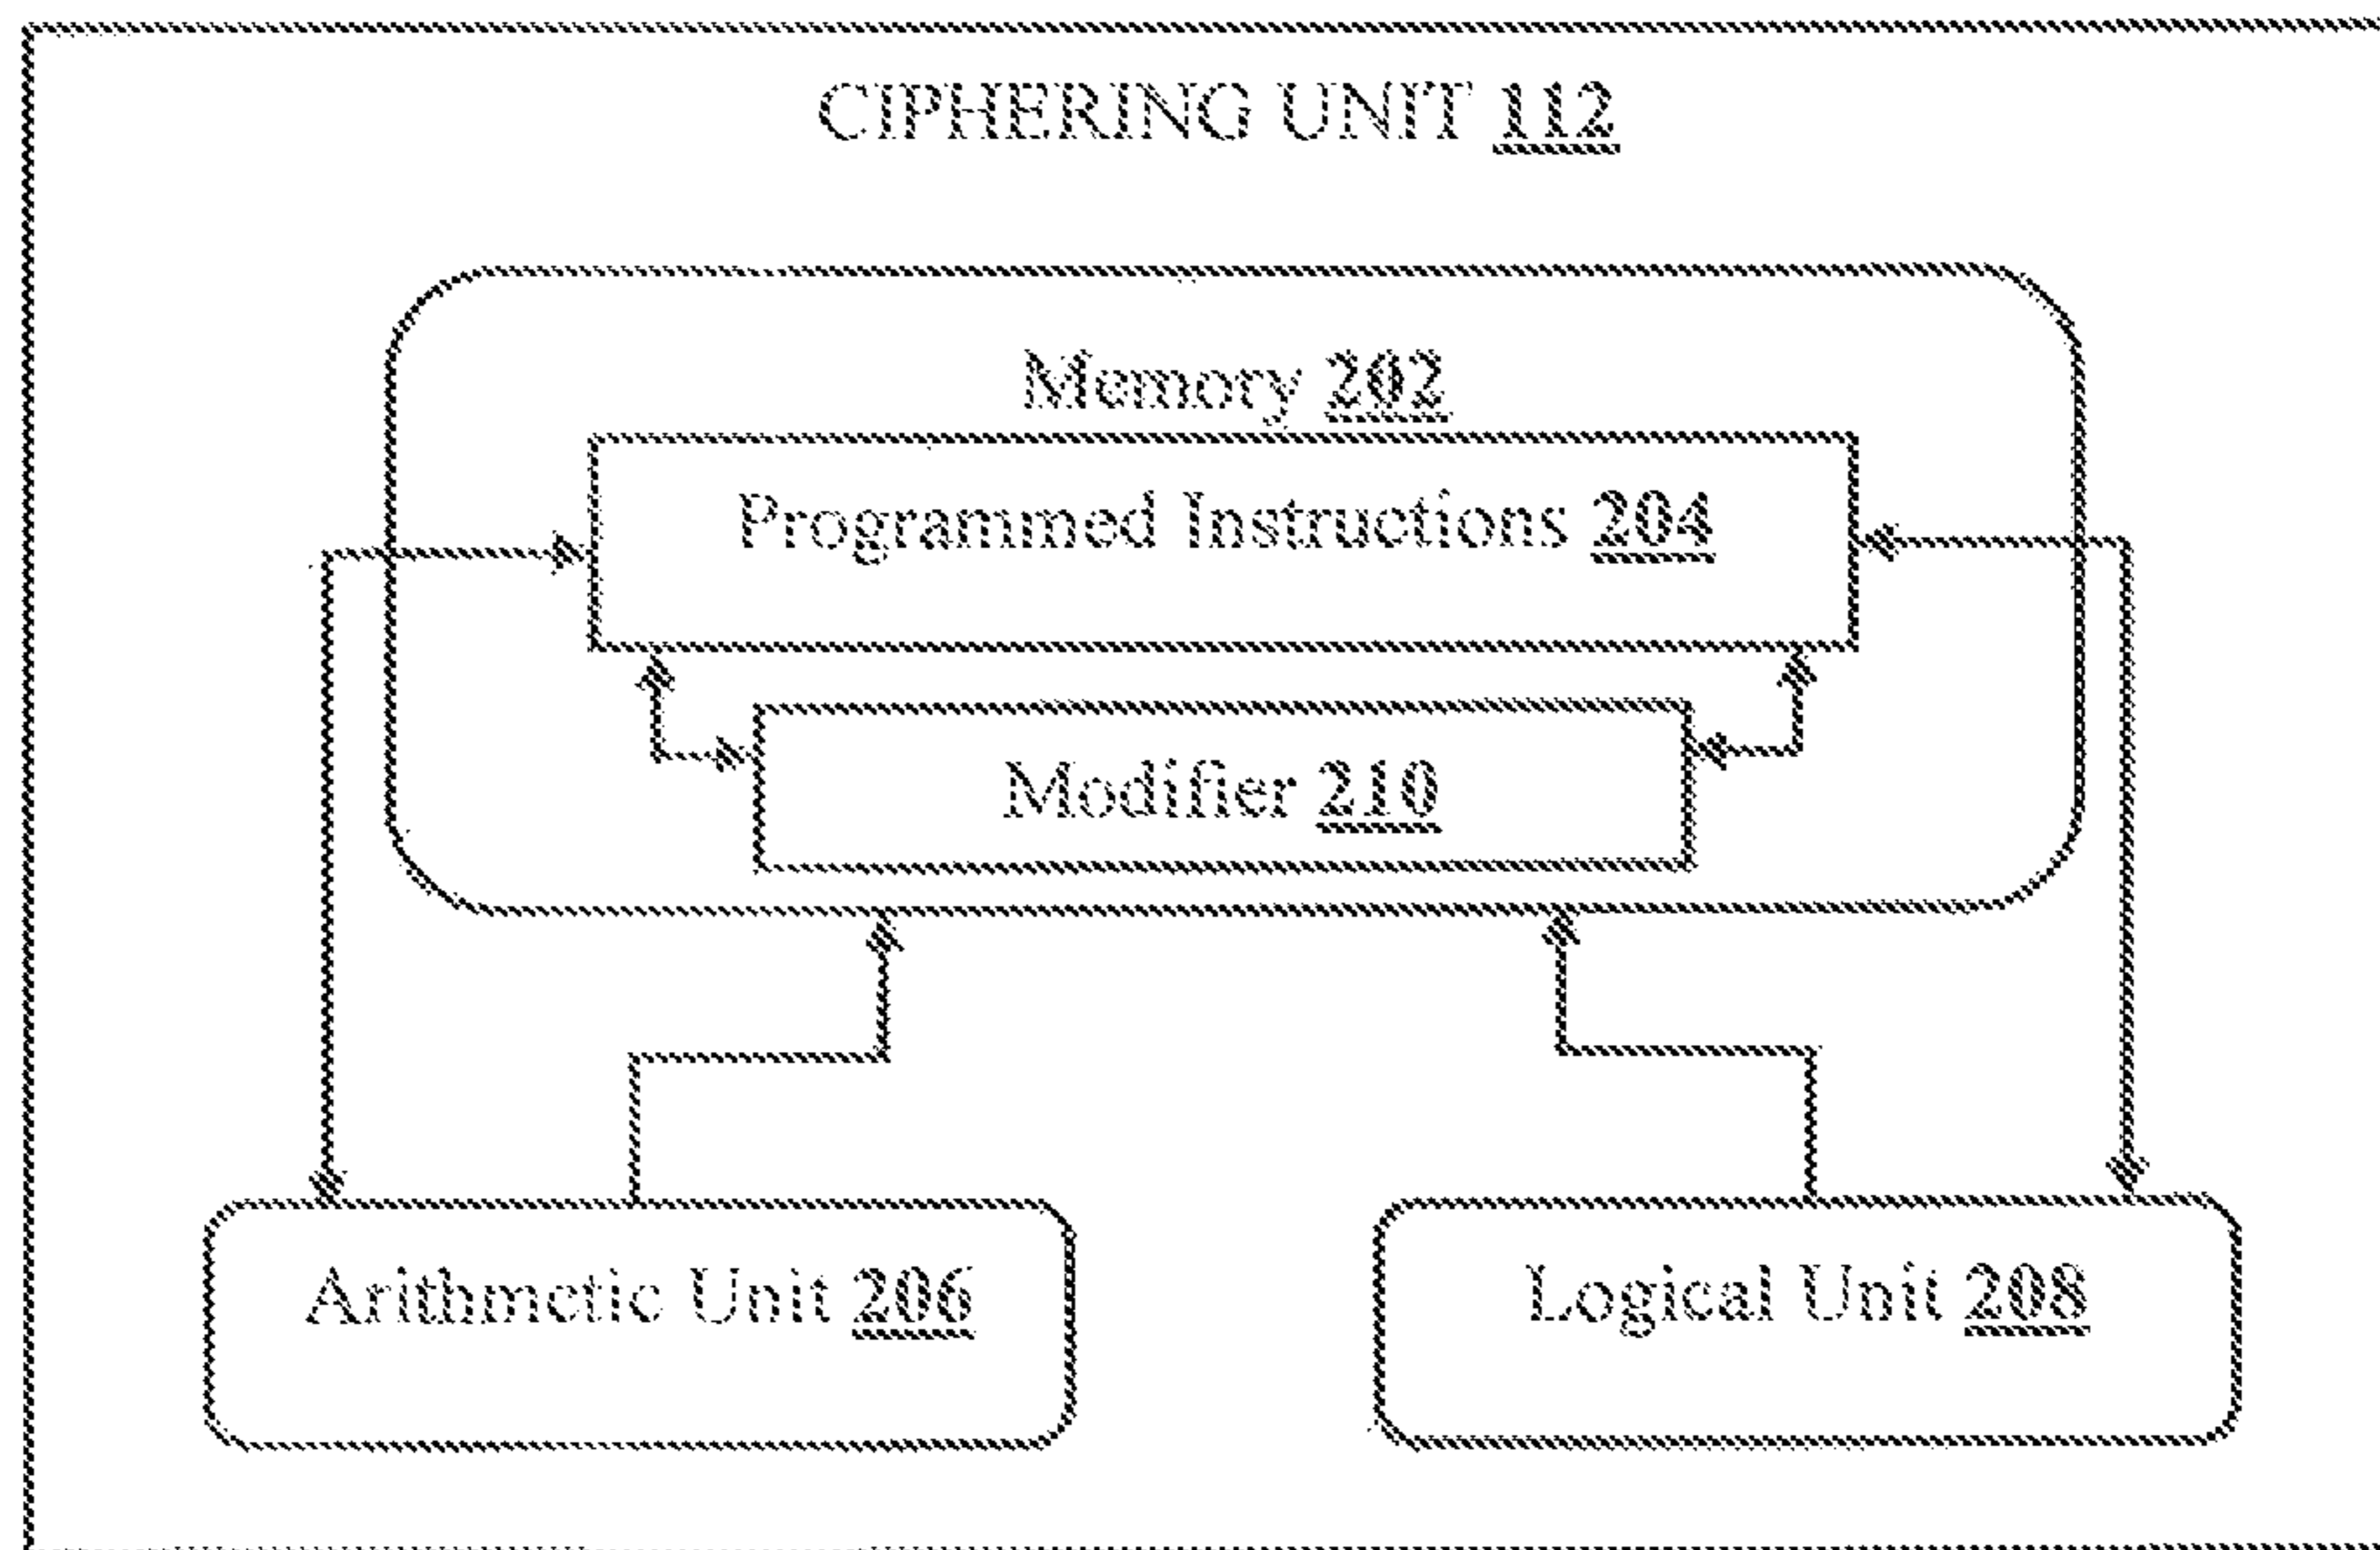 CIPHERING UNIT 112
Memory 202
Programmed Instructions 204
Modifier 210
Arithmetic Unit 206
Logical Unit 208